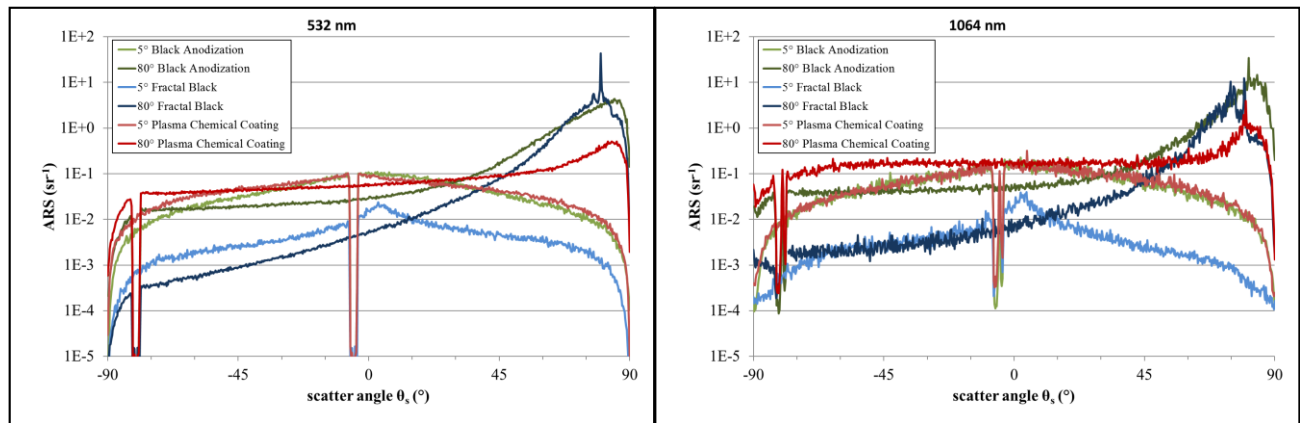 532 nm
1E+3
1E+2
1E+1
1E+0
1E-1
1E-2
1E-3
1E-4
1E-5
ARS (sr⁻¹)
5° Black Anodization
80° Black Anodization
5° Fractal Black
80° Fractal Black
5° Plasma Chemical Coating
80° Plasma Chemical Coating
-90 -45 0 45 90
scatter angle θs (°)
1064 nm
1E+3
1E+2
1E+1
1E+0
1E-1
1E-2
1E-3
1E-4
1E-5
ARS (sr⁻¹)
5° Black Anodization
80° Black Anodization
5° Fractal Black
80° Fractal Black
5° Plasma Chemical Coating
80° Plasma Chemical Coating
-90 -45 0 45 90
scatter angle θs (°)